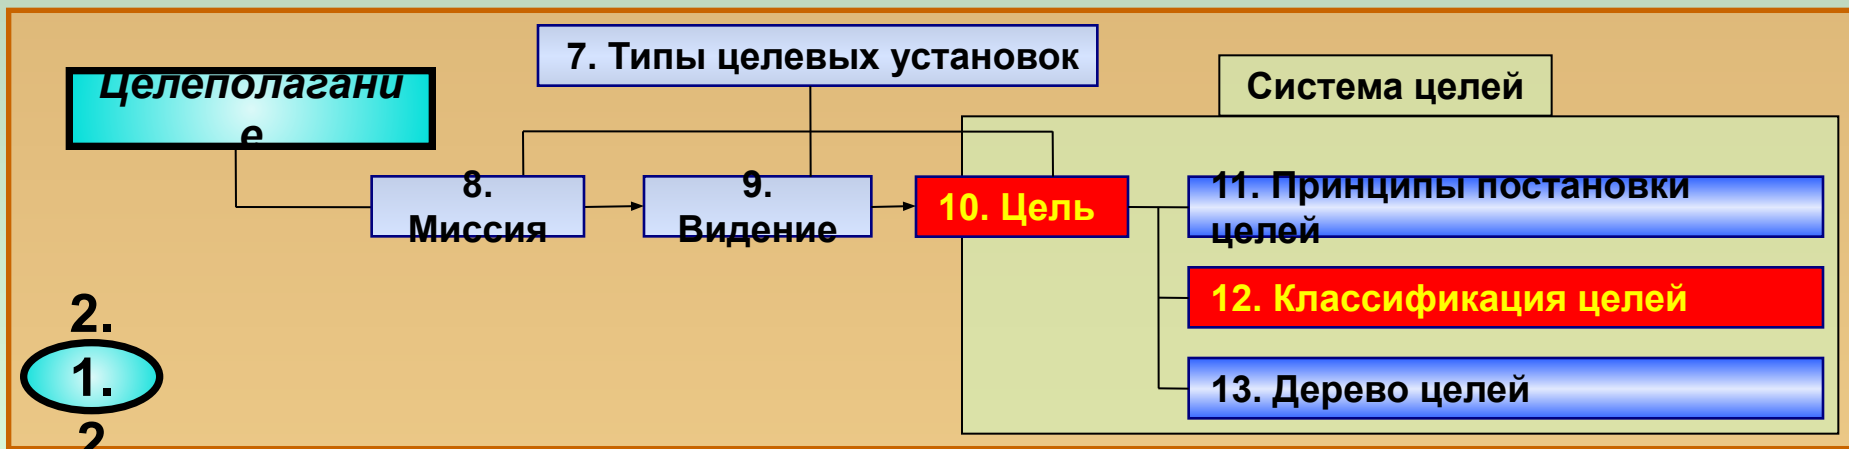 7. Типы целевых установок
Целеполагани
е
Система целей
8.
Миссия
9.
Видение
10. Цель
11. Принципы постановки
целей
12. Классификация целей
13. Дерево целей
2.
1.
2